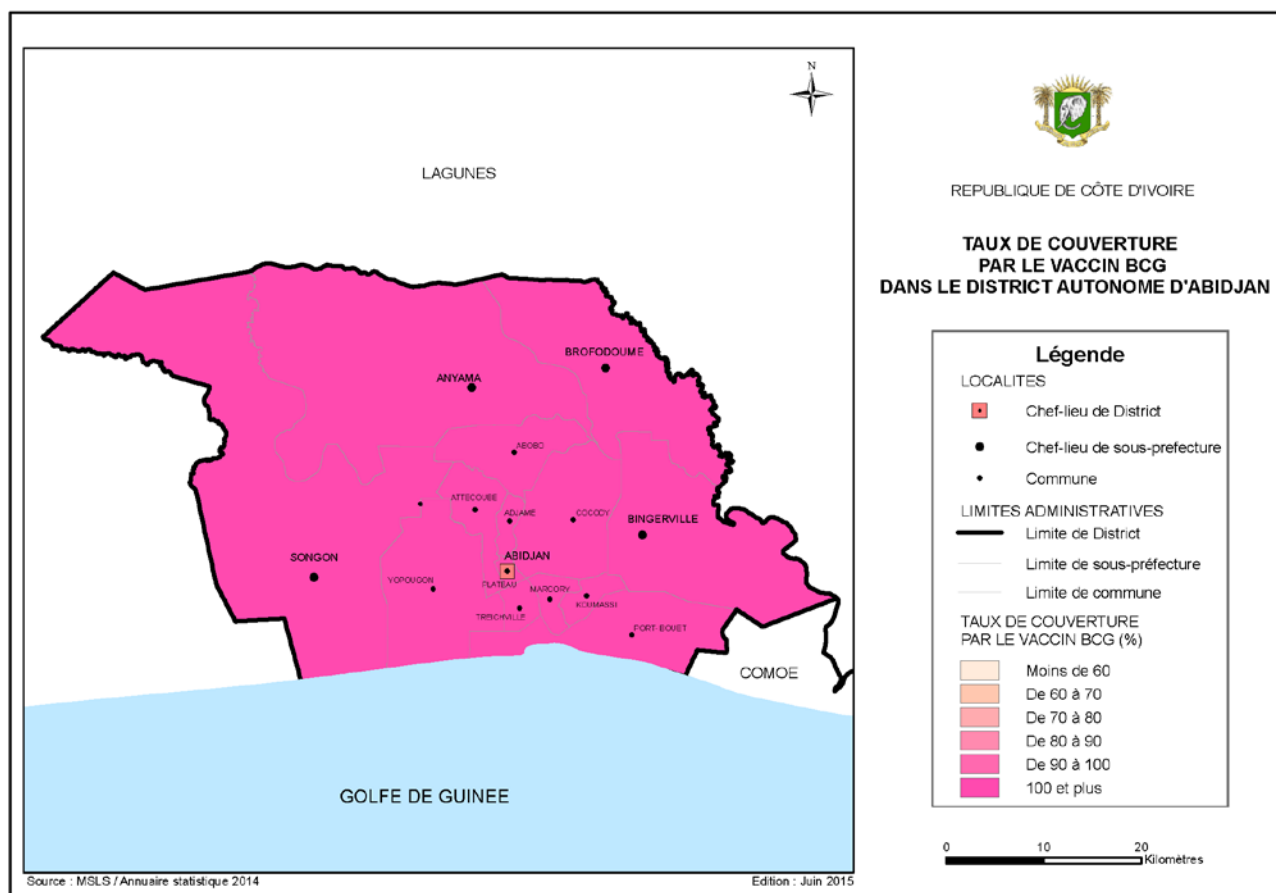 N
LAGUNES
BROFODOUME
ANYAMA
ABOBO
ATTECOUBE
ADJAME
COCODY
BINGERVILLE
ABIDJAN
SONGON
YOPOUGON
PLATEAU
MARCORY
KOUMASSI
TREICHVILLE
PORT-BOUET
COMOE
GOLFE DE GUINEE
Source : MSLS / Annuaire statistique 2014
Edition : Juin 2015
REPUBLIQUE DE CÔTE D'IVOIRE
TAUX DE COUVERTURE
PAR LE VACCIN BCG
DANS LE DISTRICT AUTONOME D'ABIDJAN
Légende
LOCALITES
Chef-lieu de District
Chef-lieu de sous-prefecture
Commune
LIMITES ADMINISTRATIVES
Limite de District
Limite de sous-préfecture
Limite de commune
TAUX DE COUVERTURE
PAR LE VACCIN BCG (%)
Moins de 60
De 60 à 70
De 70 à 80
De 80 à 90
De 90 à 100
100 et plus
0 10 20
Kilomètres